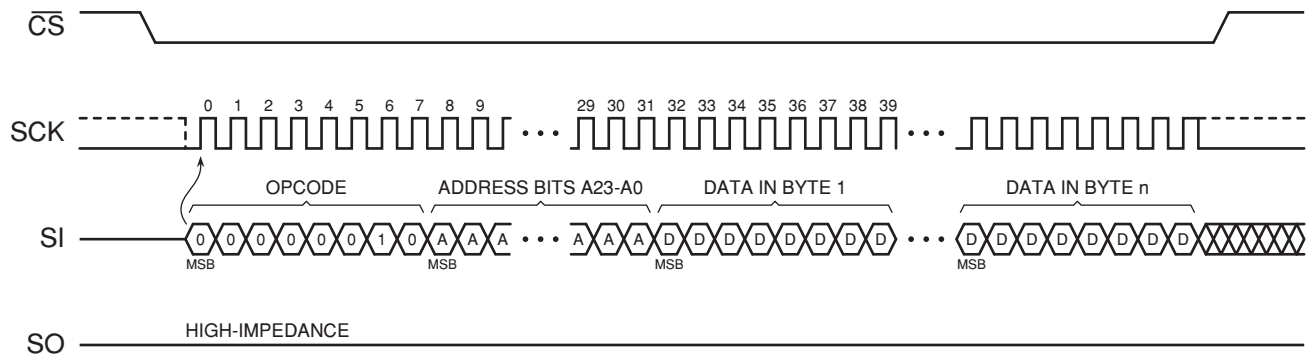 CS
0 1 2 3 4 5 6 7 8 9 29 30 31 32 33 34 35 36 37 38 39
SCK
OPCODE ADDRESS BITS A23-A0 DATA IN BYTE 1 DATA IN BYTE n
SI 0 0 0 0 0 0 1 0 A A A A A A D D D D D D D D D D D D D D D D
MSB MSB MSB MSB
HIGH-IMPEDANCE
SO